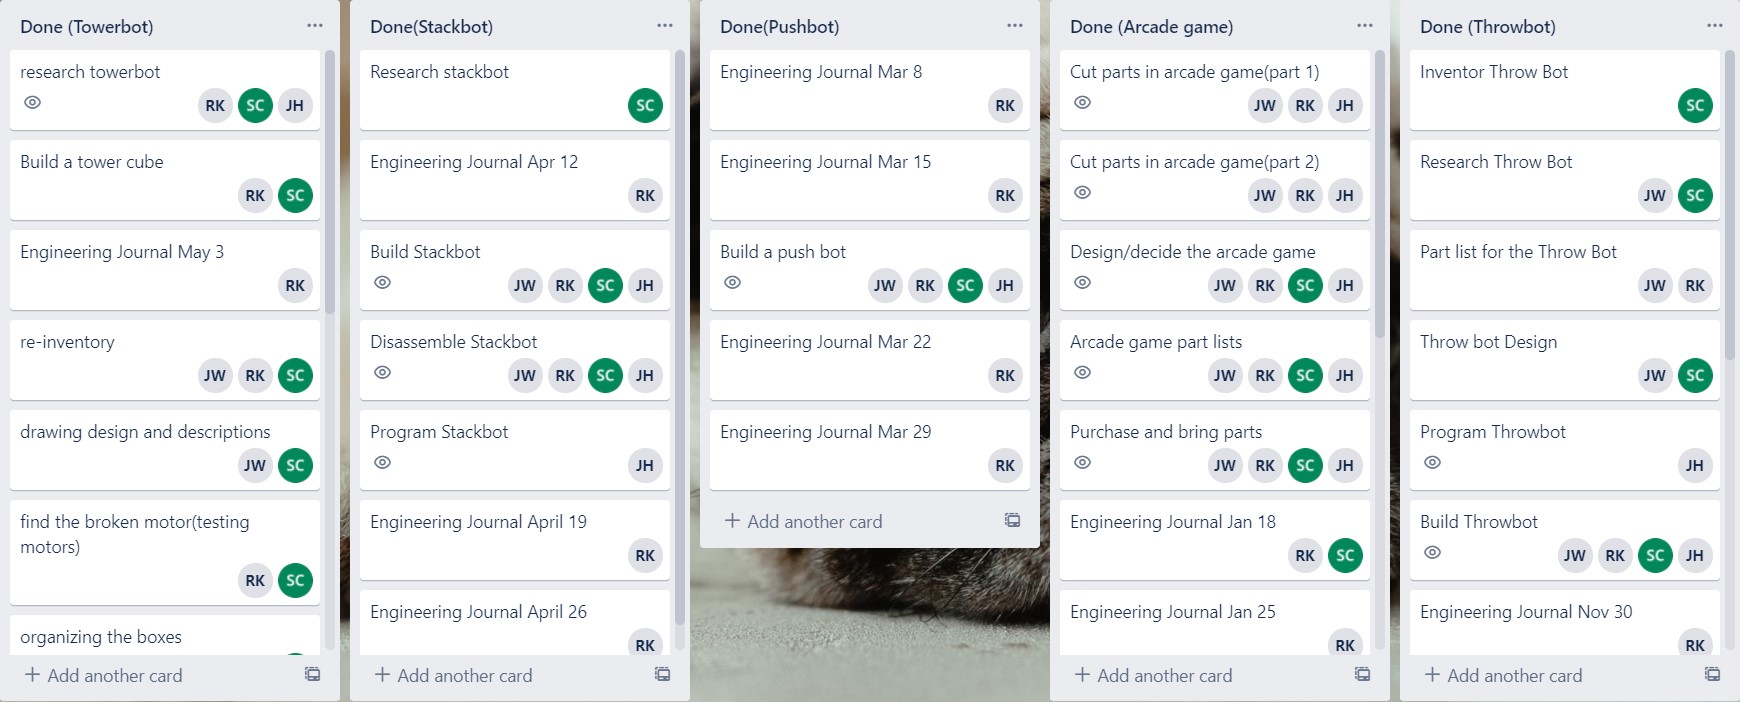 Done (Towerbot)
research towerbot
RK SC JH
Build a tower cube
RK SC
Engineering Journal May 3
RK
re-inventory
JW RK SC
drawing design and descriptions
JW SC
find the broken motor(testing
motors)
RK SC
organizing the boxes
+ Add another card
Done(Stackbot)
Research stackbot
SC
Engineering Journal Apr 12
RK
Build Stackbot
JW RK SC JH
Disassemble Stackbot
JW RK SC JH
Program Stackbot
JH
Engineering Journal April 19
RK
Engineering Journal April 26
RK
+ Add another card
Done(Pushbot)
Engineering Journal Mar 8
RK
Engineering Journal Mar 15
RK
Build a push bot
JW RK SC JH
Engineering Journal Mar 22
RK
Engineering Journal Mar 29
RK
+ Add another card
Done (Arcade game)
Cut parts in arcade game(part 1)
JW RK JH
Cut parts in arcade game(part 2)
JW RK JH
Design/decide the arcade game
JW RK SC JH
Arcade game part lists
JW RK SC JH
Purchase and bring parts
JW RK SC JH
Engineering Journal Jan 18
RK SC
Engineering Journal Jan 25
RK
+ Add another card
Done (Throwbot)
Inventor Throw Bot
SC
Research Throw Bot
JW SC
Part list for the Throw Bot
JW RK
Throw bot Design
JW SC
Program Throwbot
JH
Build Throwbot
JW RK SC JH
Engineering Journal Nov 30
RK
+ Add another card